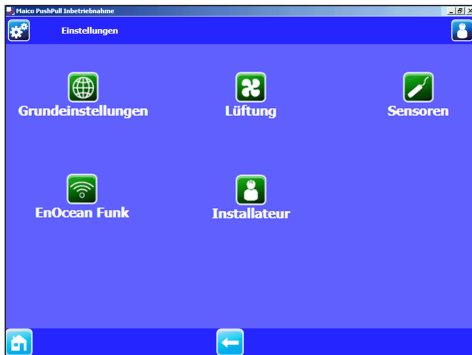 Maico PushPull Inbetriebnahme
Einstellungen
Grundeinstellungen
Lüftung
Sensoren
EnOcean Funk
Installateur